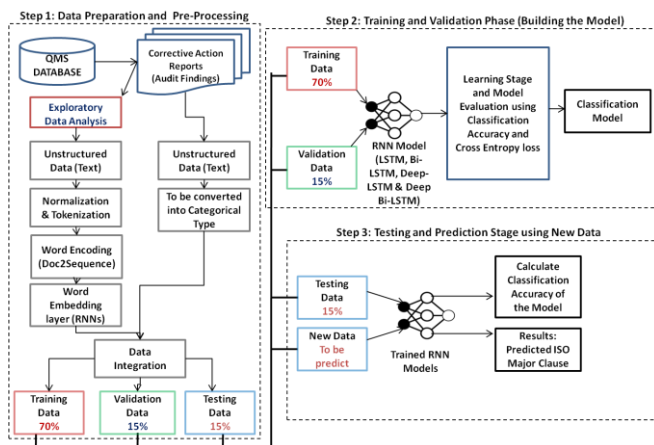 Step 1: Data Preparation and  Pre-Processing
QMS
DATABASE
Corrective Action
Reports
(Audit Findings)
Exploratory
Data Analysis
Unstructured
Data (Text)
Unstructured
Data (Text)
Normalization
& Tokenization
To be converted
into Categorical
Type
Word Encoding
(Doc2Sequence)
Word
Embedding
layer (RNNs)
Data
Integration
Training
Data
70%
Validation
Data
15%
Testing
Data
15%
Step 2: Training and Validation Phase (Building the Model)
Training
Data
70%
Validation
Data
15%
RNN Model
(LSTM, Bi-
LSTM, Deep-
LSTM & Deep
Bi-LSTM)
Learning Stage
and Model
Evaluation using
Classification
Accuracy and
Cross Entropy loss
Classification
Model
Step 3: Testing and Prediction Stage using New Data
Testing
Data
15%
New Data
To be
predict
Trained RNN
Models
Calculate
Classification
Accuracy of
the Model
Results:
Predicted ISO
Major Clause